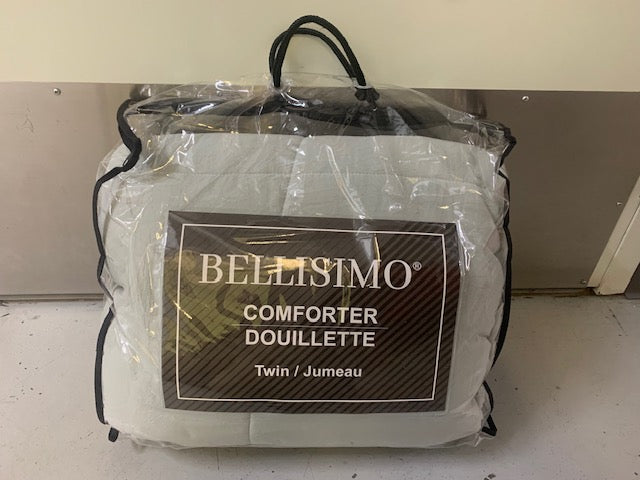 BELLISIMO®
COMFORTER
DOUILLETTE
Twin / Jumeau